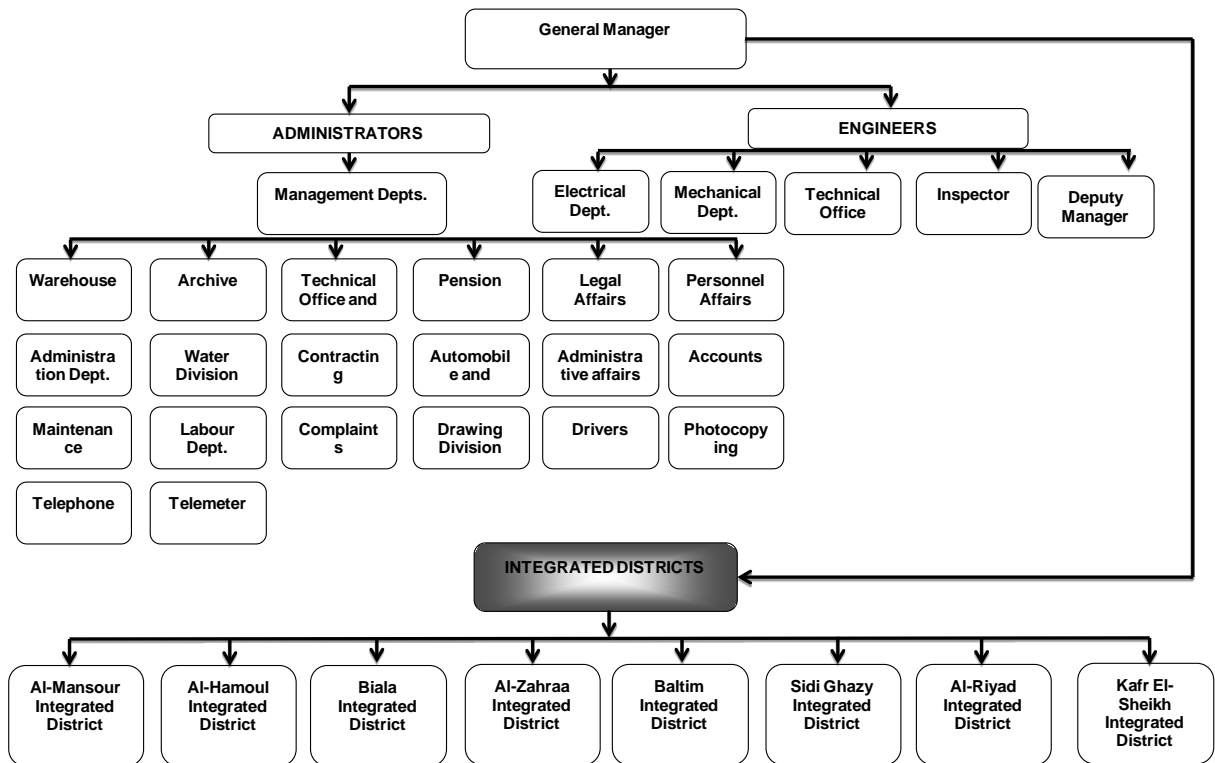 General Manager
ADMINISTRATORS
ENGINEERS
Management Depts.
Electrical
Dept.
Mechanical
Dept.
Technical
Office
Inspector
Deputy
Manager
Warehouse
Archive
Technical
Office and
Pension
Legal
Affairs
Personnel
Affairs
Administra
tion Dept.
Water
Division
Contractin
g
Automobil
e and
Administra
tive affairs
Accounts
Maintenan
ce
Labour
Dept.
Complaint
s
Drawing
Division
Drivers
Photocopy
ing
Telephone
Telemeter
INTEGRATED DISTRICTS
Al-Mansour
Integrated
District
Al-Hamoul
Integrated
District
Biala
Integrated
District
Al-Zahraa
Integrated
District
Baltim
Integrated
District
Sidi Ghazy
Integrated
District
Al-Riyad
Integrated
District
Kafr El-
Sheikh
Integrated
District